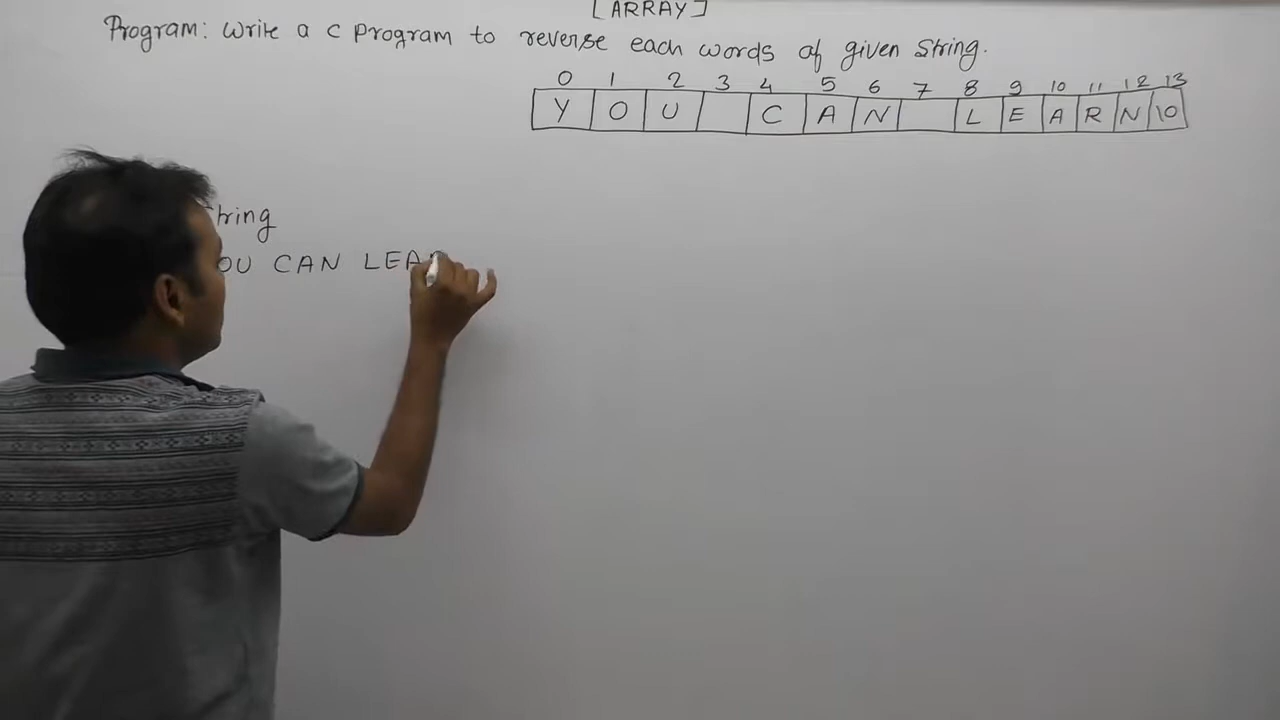 [ARRAY]
Program: Write a C Program to reverse each words of given String.
0 1 2 3 4 5 6 7 8 9 10 11 12 13
Y O U C A N L E A R N \0
OU CAN LEA